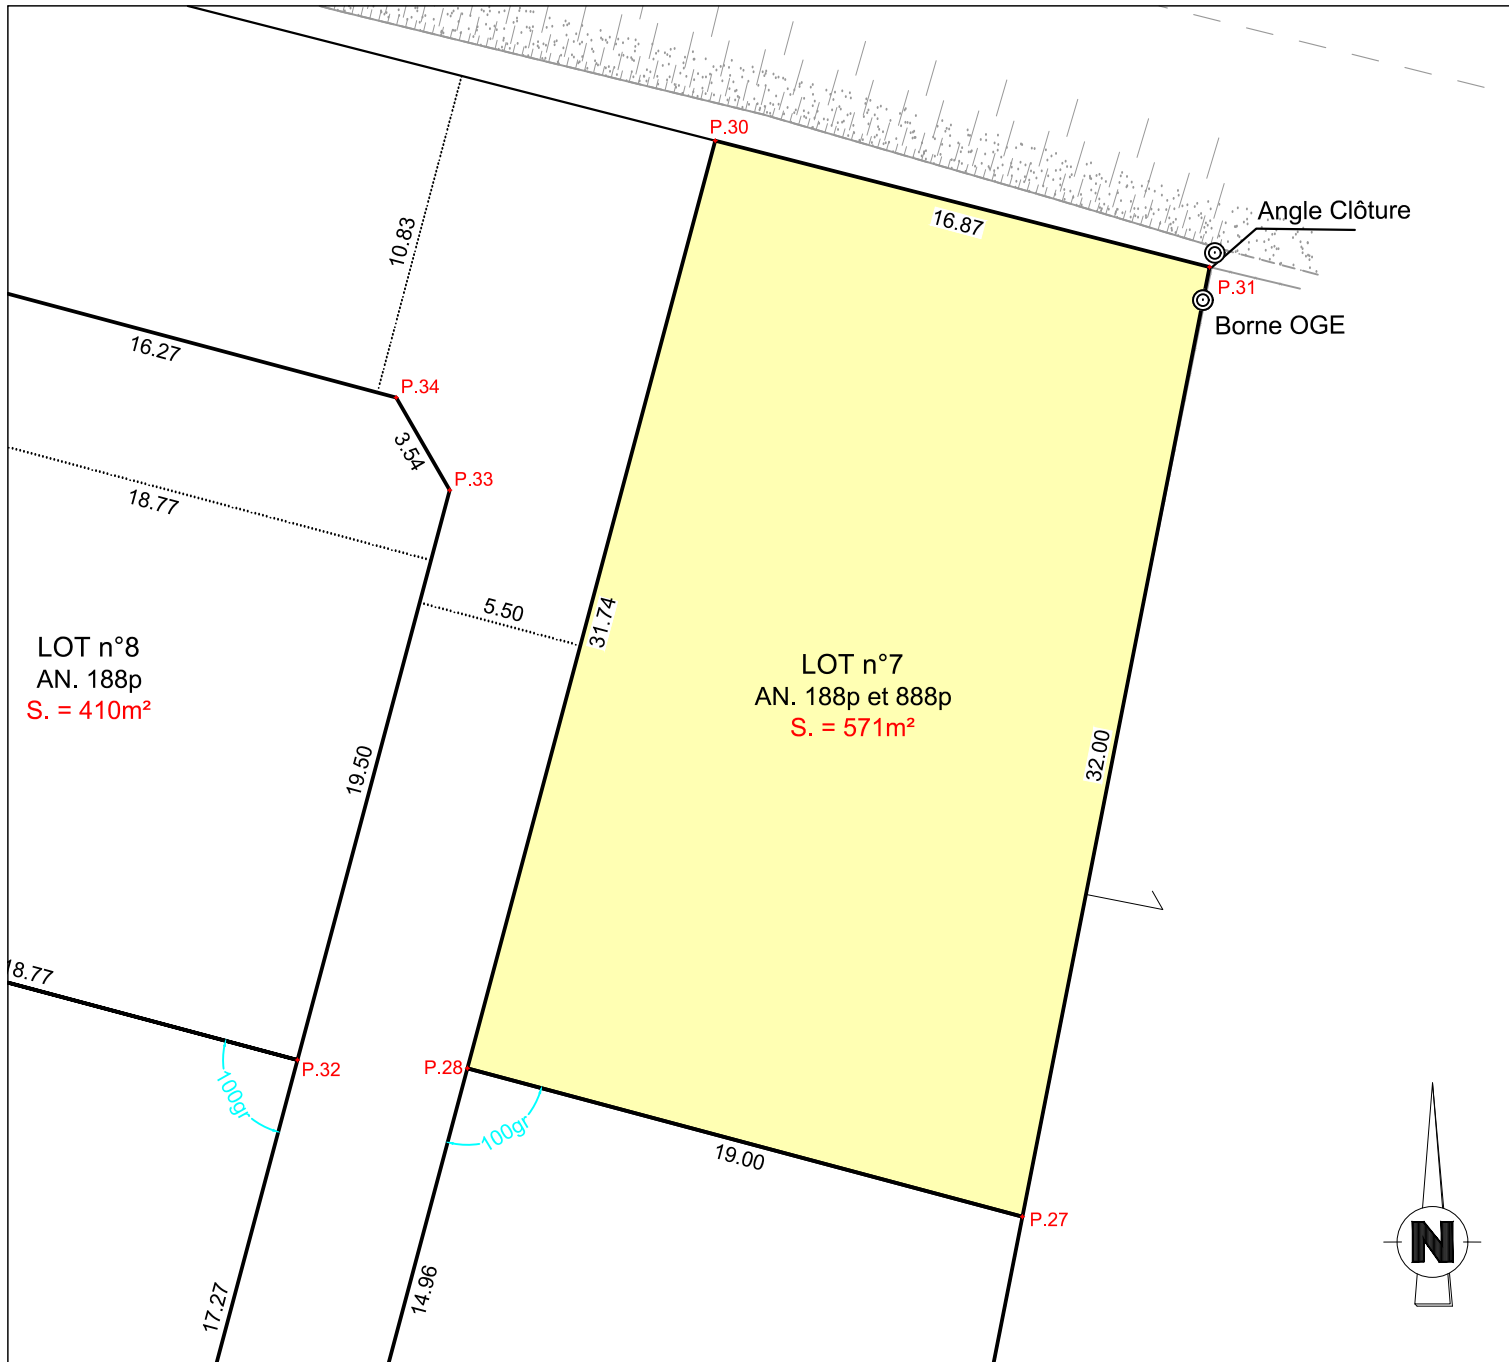 P.30
16.87
Angle Clôture
P.31
Borne OGE
10.83
16.27
P.34
3.54
P.33
18.77
5.50
31.74
LOT n°8
AN. 188p
S. = 410m²
LOT n°7
AN. 188p et 888p
S. = 571m²
19.50
32.00
18.77
P.32
P.28
100gr
100gr
19.00
P.27
17.27
14.96
N